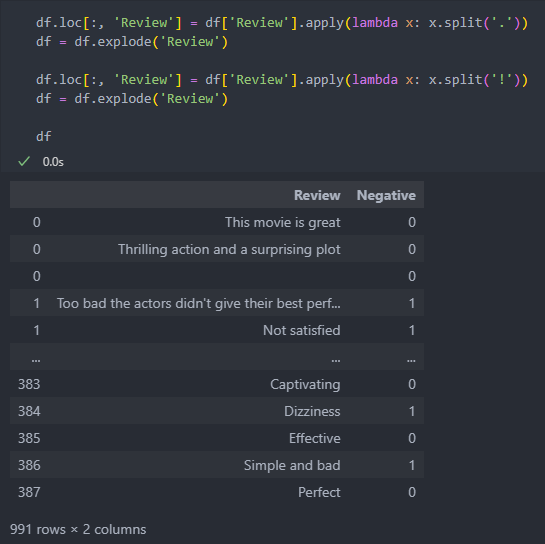 df.loc[:, 'Review'] = df['Review'].apply(lambda x: x.split('.'))
df = df.explode('Review')
df.loc[:, 'Review'] = df['Review'].apply(lambda x: x.split('!'))
df = df.explode('Review')
df
0.0s
Review Negative
0 This movie is great 0
0 Thrilling action and a surprising plot 0
0 0
1 Too bad the actors didn't give their best perf... 1
1 Not satisfied 1
... ... ...
383 Captivating 0
384 Dizziness 1
385 Effective 0
386 Simple and bad 1
387 Perfect 0
991 rows × 2 columns